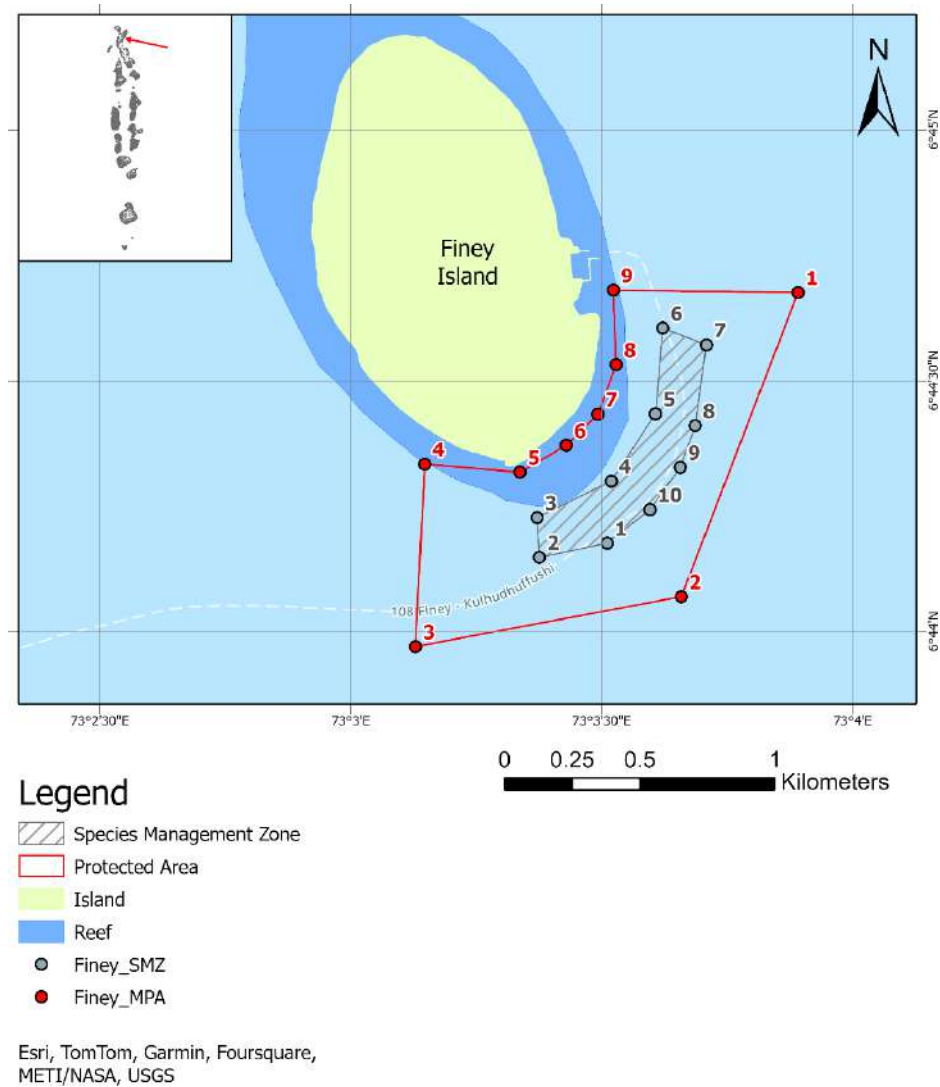 N
6°45'N
Finey
Island
9
1
6
7
8
6°44'30"N
5
7
8
6
4
9
4
5
3
10
1
2
2
108 Finey - Kulhudhuffushi
6°44'N
3
73°2'30"E
73°3'E
73°3'30"E
73°4'E
0 0.25 0.5 1
Kilometers
Legend
Species Management Zone
Protected Area
Island
Reef
Finey_SMZ
Finey_MPA
Esri, TomTom, Garmin, Foursquare,
METI/NASA, USGS